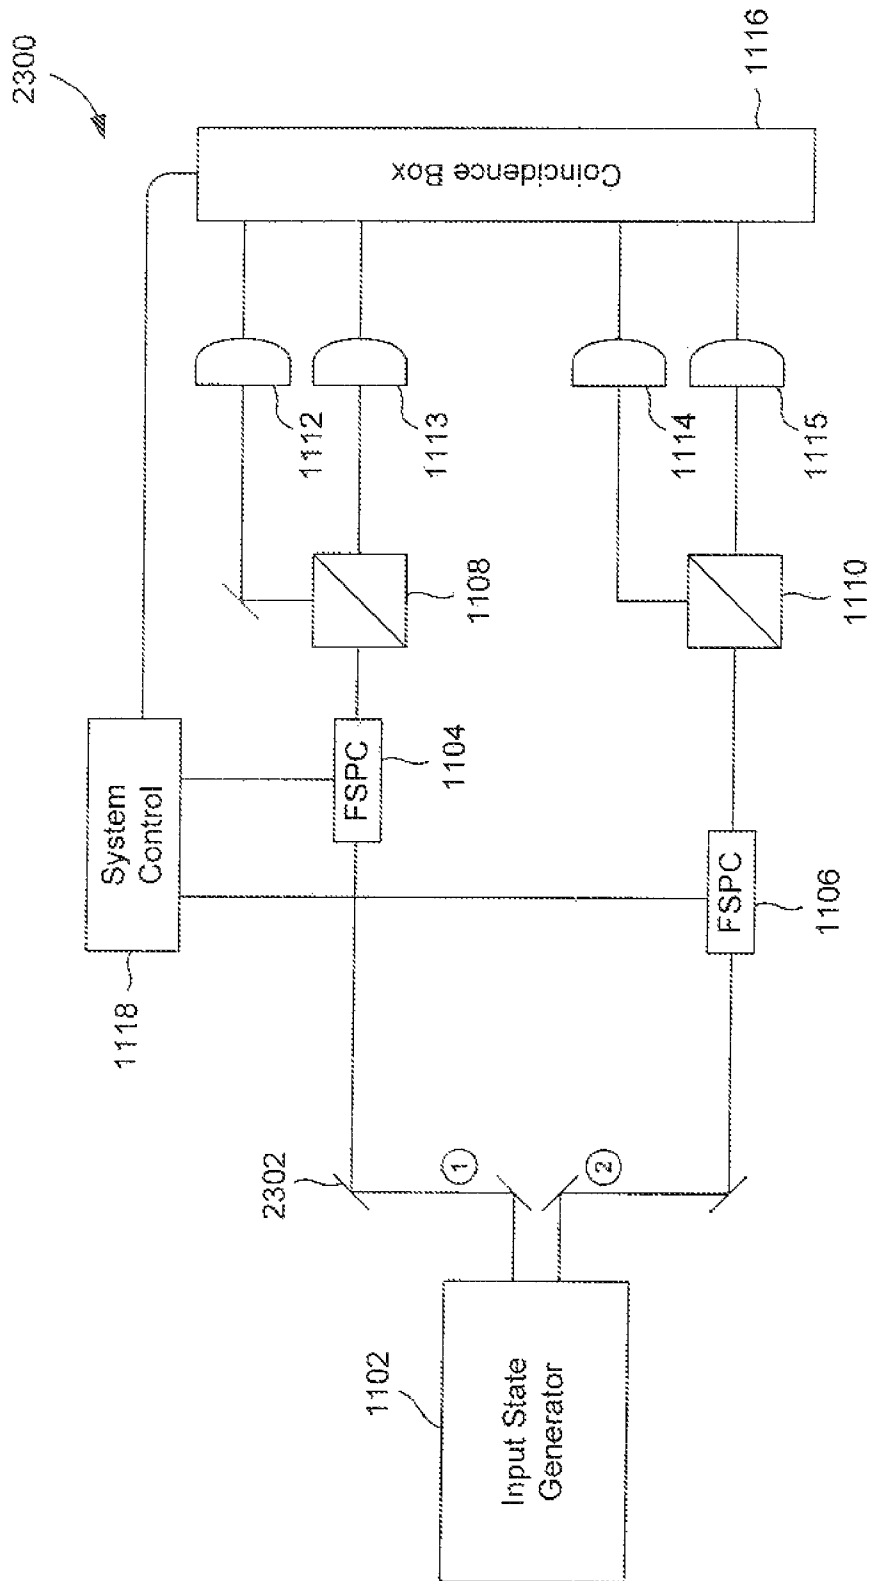 2300
Coincidence Box
1116
1112
1113
1114
1115
1108
1110
System
Control
1118
FSPC
1104
FSPC
1106
2302
1
2
Input State
Generator
1102